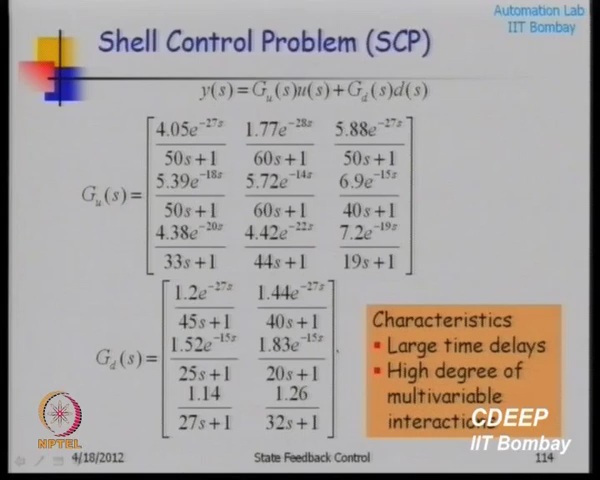 Automation Lab
IIT Bombay
Shell Control Problem (SCP)
y(s) = G_u(s)u(s) + G_d(s)d(s)
G_u(s) =
4.05e^{-27s} / 50s+1   1.77e^{-28s} / 60s+1   5.88e^{-27s} / 50s+1
5.39e^{-18s} / 50s+1   5.72e^{-14s} / 60s+1   6.9e^{-15s} / 40s+1
4.38e^{-20s} / 33s+1   4.42e^{-22s} / 44s+1   7.2e^{-19s} / 19s+1
G_d(s) =
1.2e^{-27s} / 45s+1   1.44e^{-27s} / 40s+1
1.52e^{-15s} / 25s+1   1.83e^{-15s} / 20s+1
1.14 / 27s+1   1.26 / 32s+1
Characteristics
Large time delays
High degree of
multivariable
interactions
CDEEP
IIT Bombay
NPTEL
4/18/2012
State Feedback Control
114